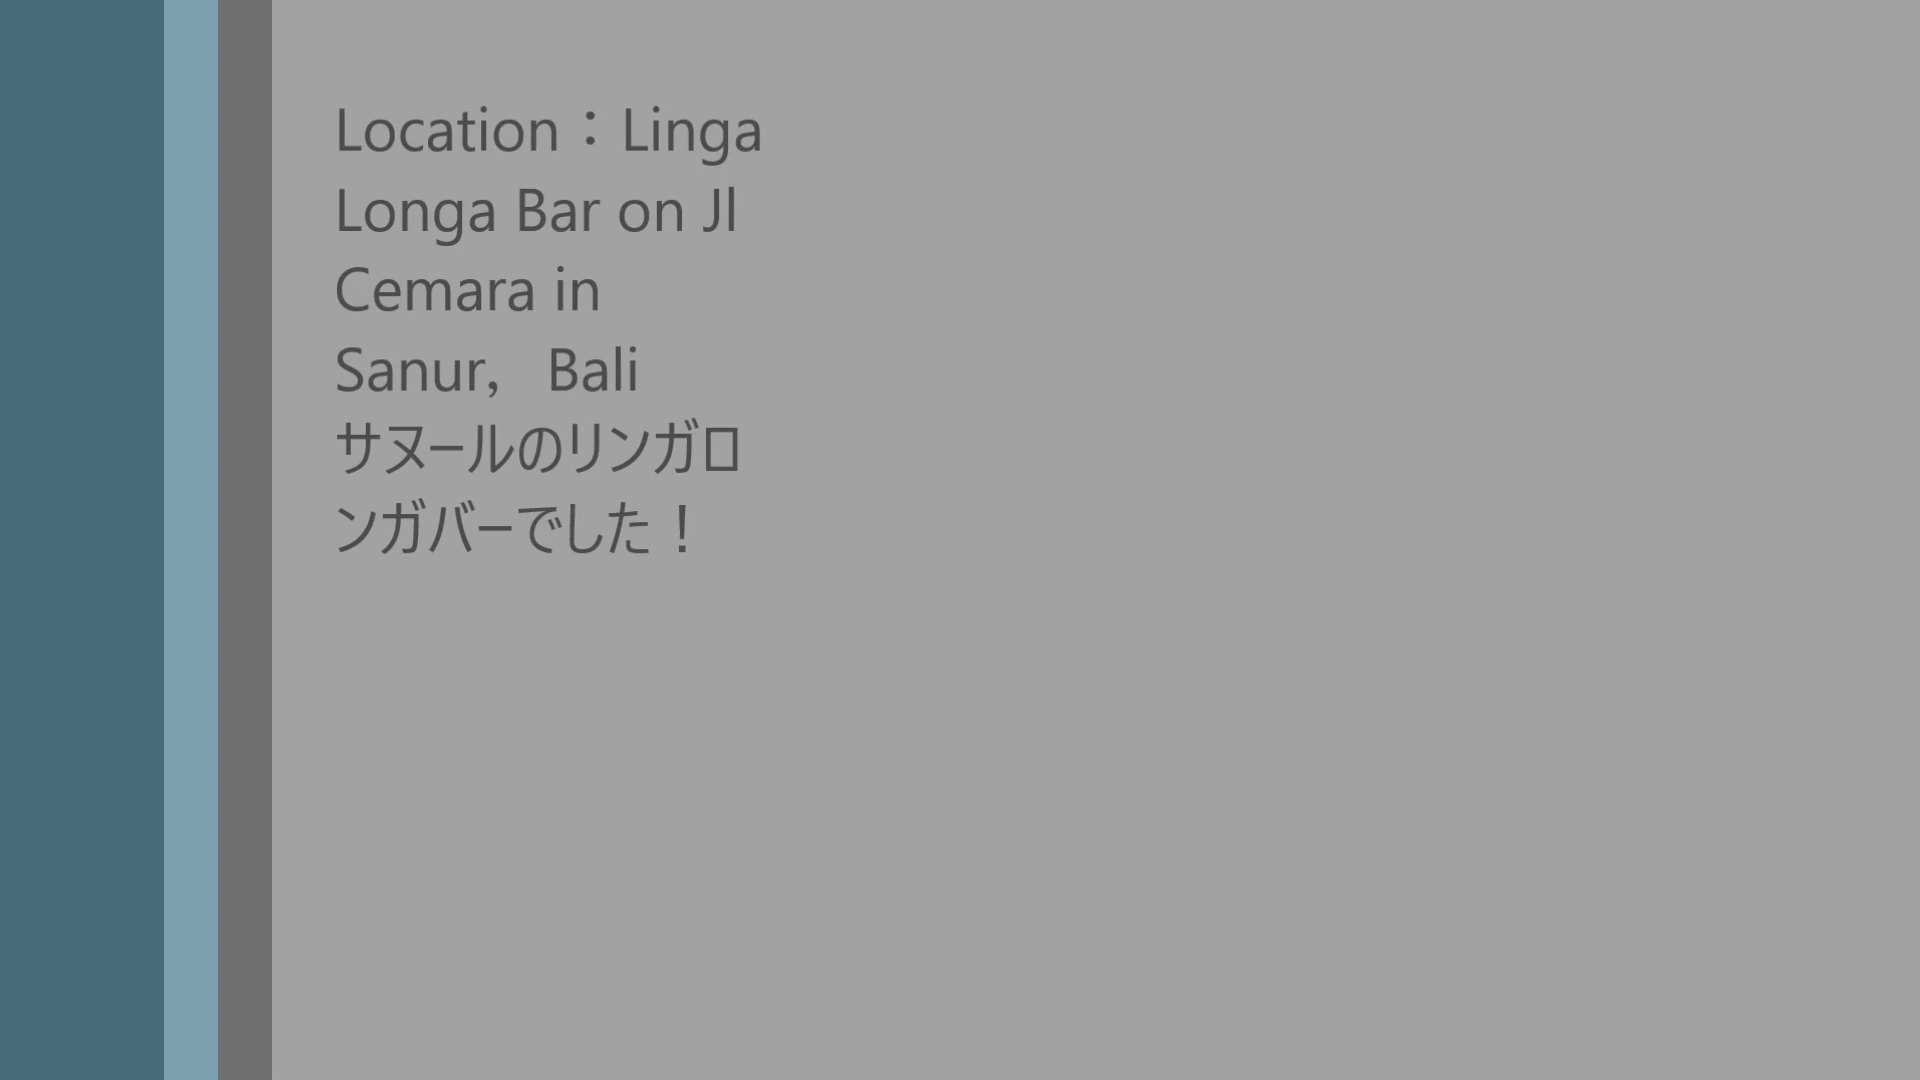 Location：Linga
Longa Bar on Jl
Cemara in
Sanur， Bali
サヌールのリンガロ
ンガバーでした！